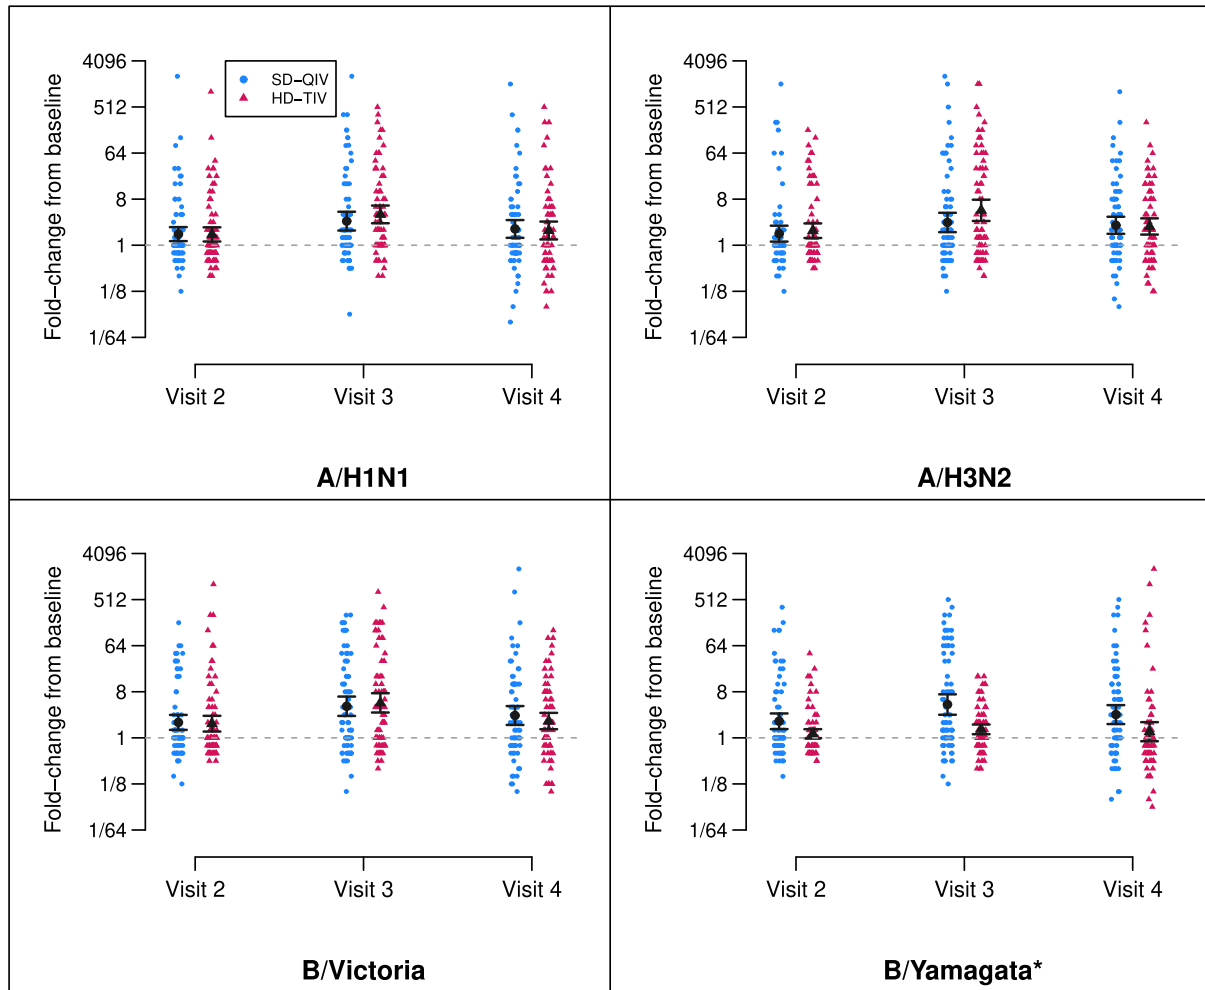 Fold−change from baseline
4096
512
64
8
1
1/8
1/64
SD−QIV
HD−TIV
Visit 2
Visit 3
Visit 4
A/H1N1
Fold−change from baseline
4096
512
64
8
1
1/8
1/64
Visit 2
Visit 3
Visit 4
A/H3N2
Fold−change from baseline
4096
512
64
8
1
1/8
1/64
Visit 2
Visit 3
Visit 4
B/Victoria
Fold−change from baseline
4096
512
64
8
1
1/8
1/64
Visit 2
Visit 3
Visit 4
B/Yamagata*